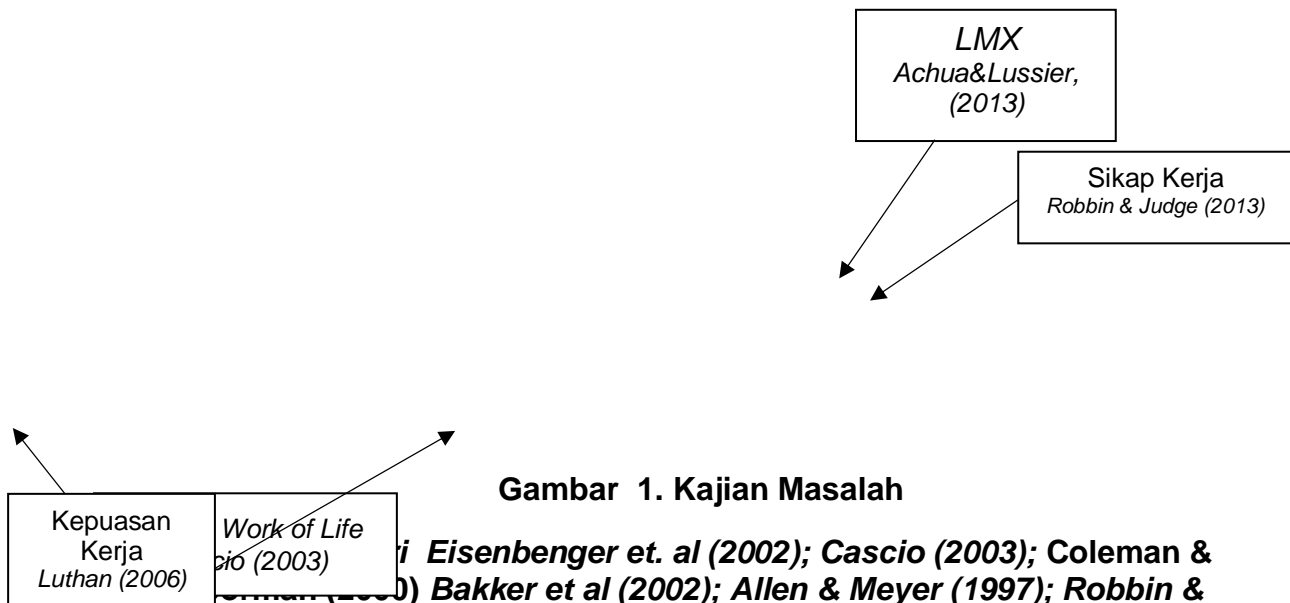 LMX
Achua&Lussier,
(2013)
Sikap Kerja
Robbin & Judge (2013)
Gambar 1. Kajian Masalah
Kepuasan
Kerja
Luthan (2006)
Work of Life
(2003)
Eisenbenger et. al (2002); Cascio (2003); Coleman &
Bakker et al (2002); Allen & Meyer (1997); Robbin &